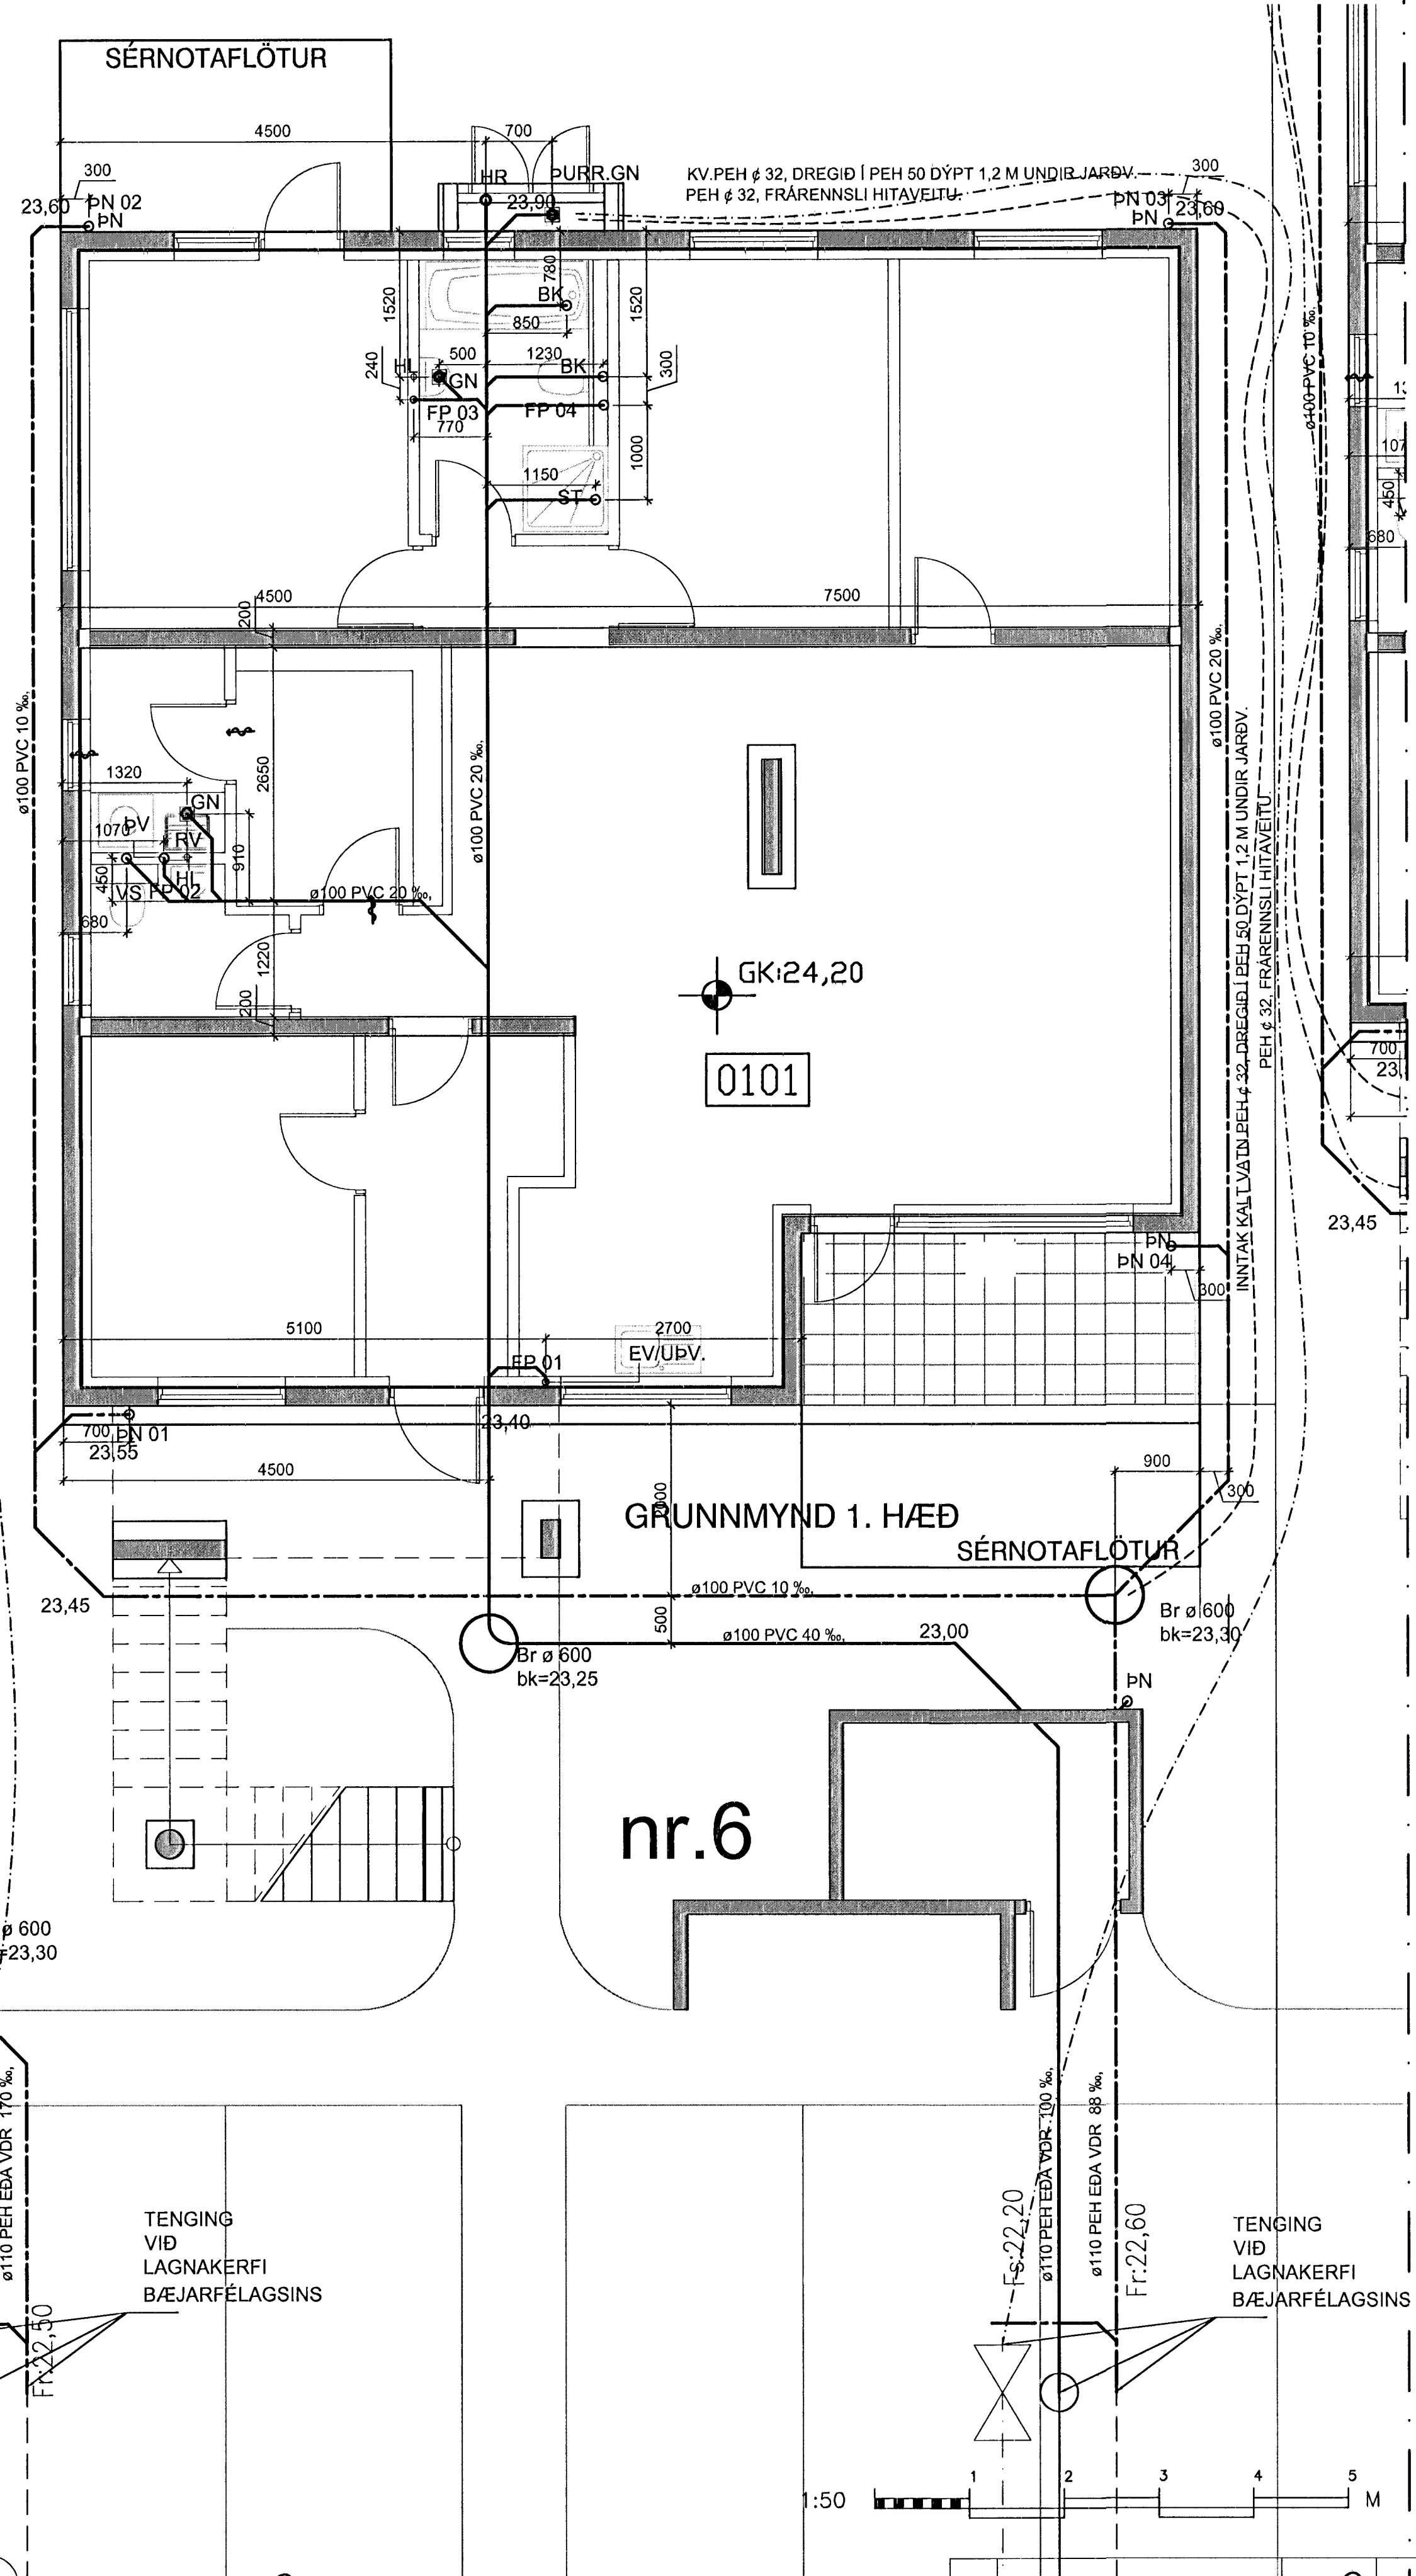 SÉRNOTAFLÖTUR
4500
700
300
HR
ÞURR.GN
KV.PEH ¢ 32, DREGIÐ Í PEH 50 DÝPT 1,2 M UNDIR JARÐV.
PEH ¢ 32, FRÁRENNSLI HITAVEITU.
300
23,60
ÞN 02
ÞN
23,90
ÞN 03
ÞN
23,60
1520
780
BK
850
1520
240
HL
500
1230
BK
300
GN
FP 03
FP 04
770
1000
1150
ST
ø100 PVC 10 ‰,
450
680
4500
200
7500
ø100 PVC 20 ‰,
ø100 PVC 10 ‰,
1320
2650
ø100 PVC 20 ‰,
GN
ÞV
1070
RV
910
450
HL
VS
FP 02
ø100 PVC 20 ‰,
680
1220
200
GK:24,20
0101
INNTAK KALT VATN PEH ¢ 32, DREGIÐ Í PEH 50 DÝPT 1,2 M UNDIR JARÐV.
PEH ¢ 32, FRÁRENNSLI HITAVEITU.
700
23,45
ÞN
ÞN 04
300
5100
2700
FP 01
EV/UÞV.
700
ÞN 01
23,55
23,40
4500
900
300
2000
GRUNNMYND 1. HÆÐ
SÉRNOTAFLÖTUR
ø100 PVC 10 ‰,
23,45
500
ø100 PVC 40 ‰,
23,00
Br ø 600
bk=23,30
Br ø 600
bk=23,25
ÞN
nr.6
ø 600
=23,30
ø110 PEH EÐA VDR 170 ‰,
ø110 PEH EÐA VDR 100 ‰,
ø110 PEH EÐA VDR 88 ‰,
Fs:22,20
Fr:22,60
TENGING
VIÐ
LAGNAKERFI
BÆJARFÉLAGSINS
TENGING
VIÐ
LAGNAKERFI
BÆJARFÉLAGSINS
Fr:22,50
1:50
1 2 3 4 5 M